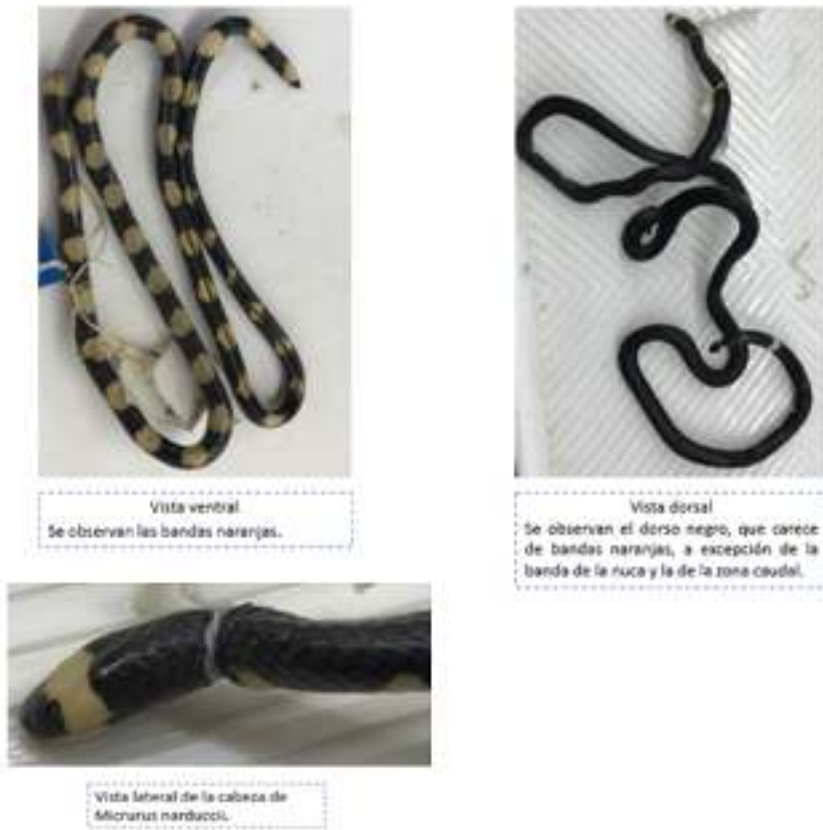 Vista ventral
Se observan las bandas naranjas.
Vista dorsal
Se observan el dorso negro, que carece
de bandas naranjas, a excepción de la
banda de la nuca y la de la zona caudal.
Vista lateral de la cabeza de
Micrurus narduccii.